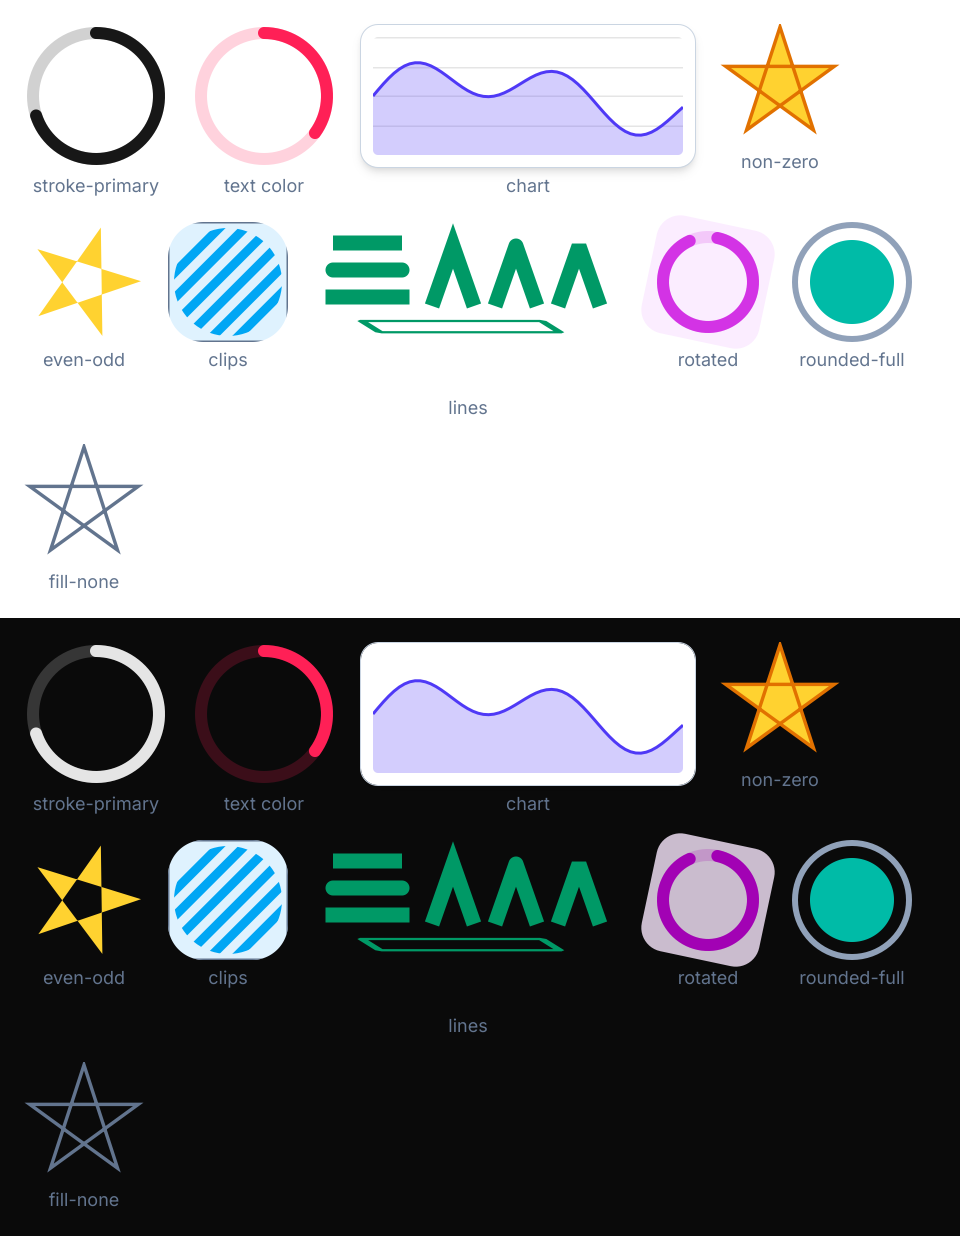 stroke-primary
text color
chart
non-zero
even-odd
clips
lines
rotated
rounded-full
fill-none
stroke-primary
text color
chart
non-zero
even-odd
clips
lines
rotated
rounded-full
fill-none